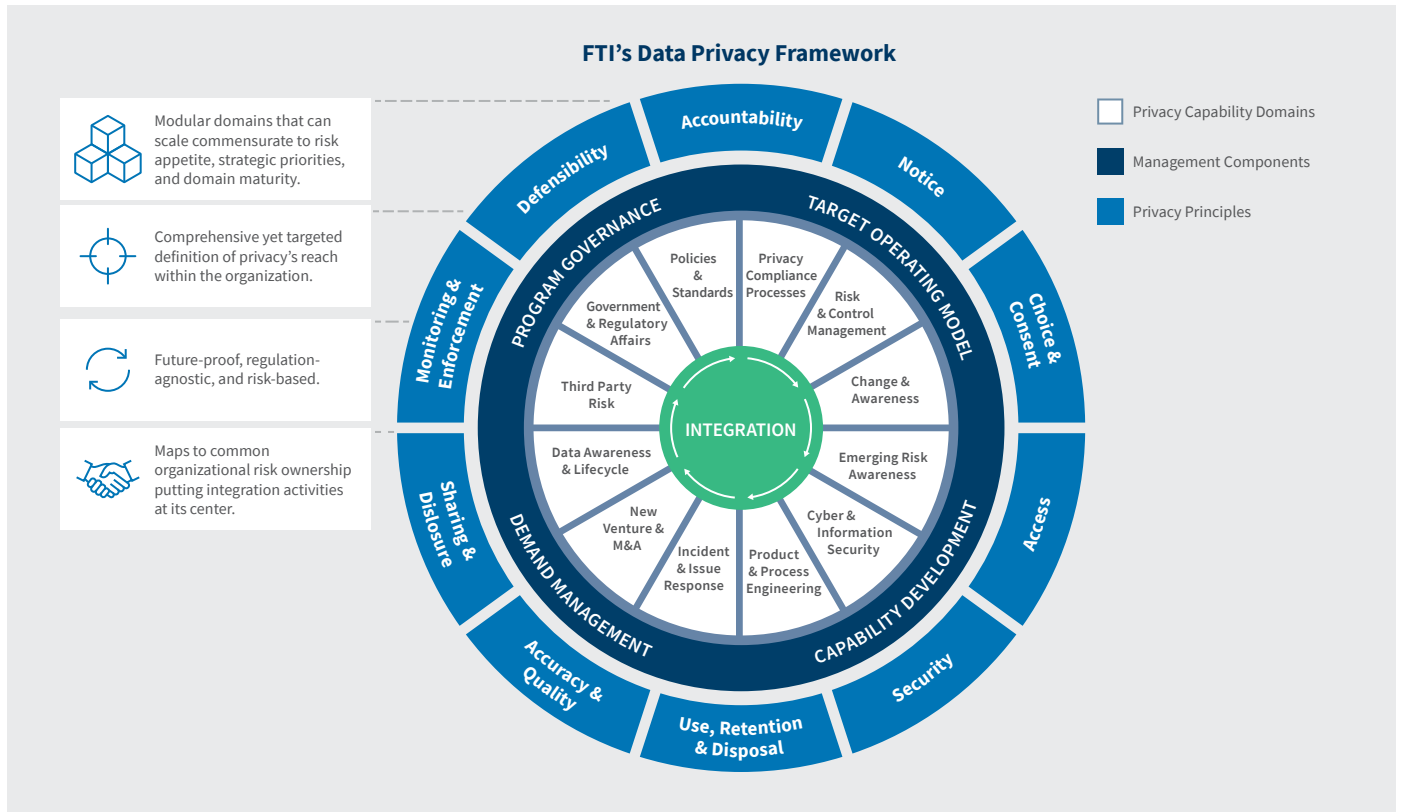 FTI’s Data Privacy Framework
Modular domains that can
scale commensurate to risk
appetite, strategic priorities,
and domain maturity.
Comprehensive yet targeted
definition of privacy’s reach
within the organization.
Future-proof, regulation-
agnostic, and risk-based.
Maps to common
organizational risk ownership
putting integration activities
at its center.
Privacy Capability Domains
Management Components
Privacy Principles
Accountability
Notice
Choice &
Consent
Access
Security
Use, Retention
& Disposal
Accuracy &
Quality
Sharing &
Dislosure
Monitoring &
Enforcement
Defensibility
PROGRAM GOVERNANCE
TARGET OPERATING MODEL
CAPABILITY DEVELOPMENT
DEMAND MANAGEMENT
Policies
&
Standards
Privacy
Compliance
Processes
Risk
& Control
Management
Change &
Awareness
Emerging Risk
Awareness
Cyber &
Information
Security
Product
& Process
Engineering
Incident
& Issue
Response
New
Venture &
M&A
Data Awareness
& Lifecycle
Third Party
Risk
Government
& Regulatory
Affairs
INTEGRATION